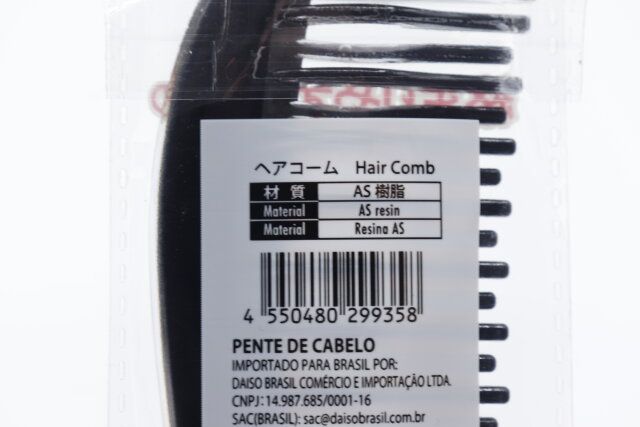 ヘアコーム Hair Comb
材質 AS樹脂
Material AS resin
Material Resina AS
4 550480 299358
PENTE DE CABELO
IMPORTADO PARA BRASIL POR:
DAISO BRASIL COMÉRCIO E IMPORTAÇÃO LTDA.
CNPJ:14.987.685/0001-16
SAC(BRASIL): sac@daisobrasil.com.br